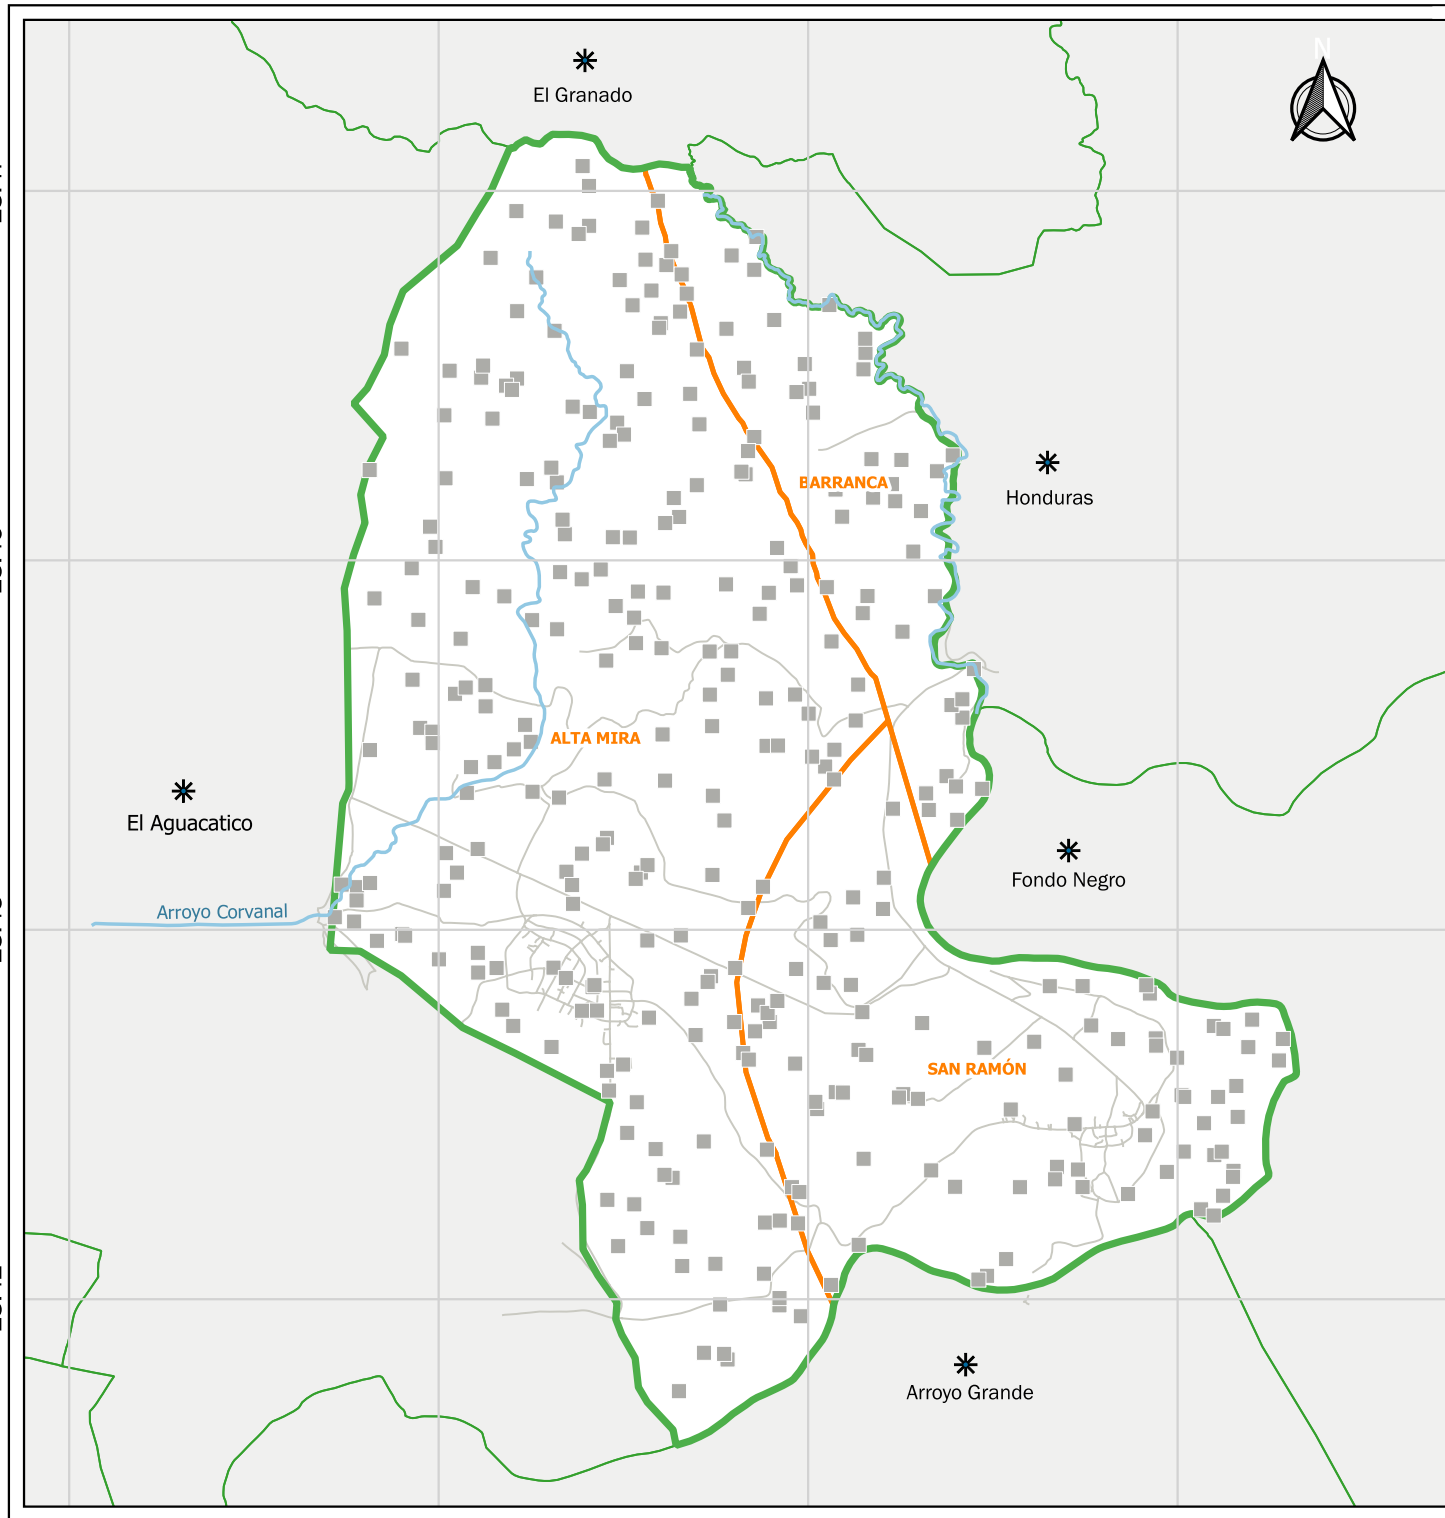 N
El Granado
BARRANCA
Honduras
ALTA MIRA
El Aguacatico
Fondo Negro
Arroyo Corvanal
SAN RAMÓN
Arroyo Grande